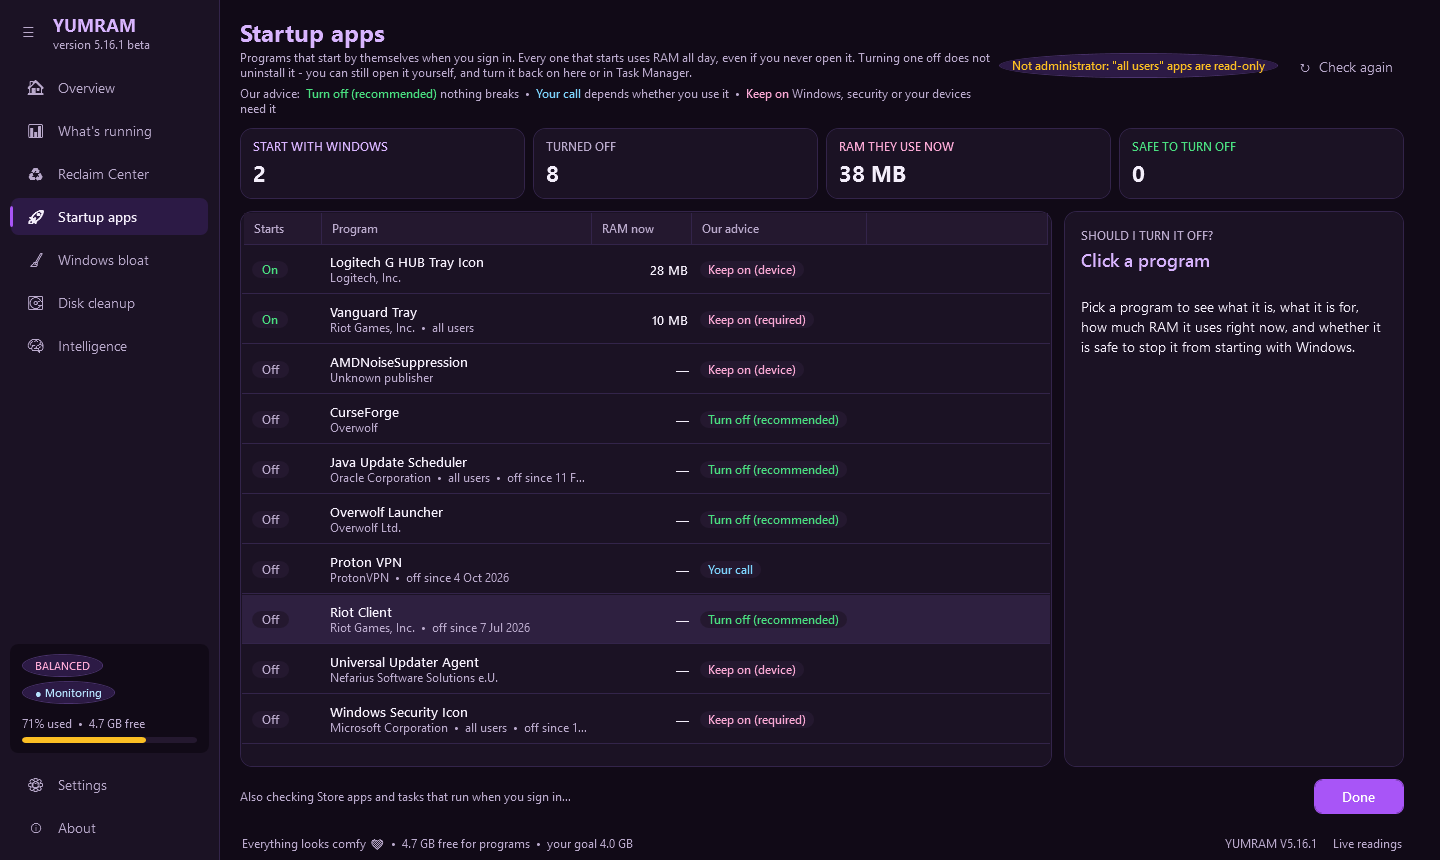 YUMRAM
version 5.16.1 beta
Overview
What's running
Reclaim Center
Startup apps
Windows bloat
Disk cleanup
Intelligence
BALANCED
● Monitoring
71% used • 4.7 GB free
Settings
About
Startup apps
Programs that start by themselves when you sign in. Every one that starts uses RAM all day, even if you never open it. Turning one off does not
uninstall it - you can still open it yourself, and turn it back on here or in Task Manager.
Our advice: Turn off (recommended) nothing breaks • Your call depends whether you use it • Keep on Windows, security or your devices
need it
Not administrator: "all users" apps are read-only
Check again
START WITH WINDOWS
2
TURNED OFF
8
RAM THEY USE NOW
38 MB
SAFE TO TURN OFF
0
Starts Program RAM now Our advice
On Logitech G HUB Tray Icon 28 MB Keep on (device)
Logitech, Inc.
On Vanguard Tray 10 MB Keep on (required)
Riot Games, Inc. • all users
Off AMDNoiseSuppression — Keep on (device)
Unknown publisher
Off CurseForge — Turn off (recommended)
Overwolf
Off Java Update Scheduler — Turn off (recommended)
Oracle Corporation • all users • off since 11 F...
Off Overwolf Launcher — Turn off (recommended)
Overwolf Ltd.
Off Proton VPN — Your call
ProtonVPN • off since 4 Oct 2026
Off Riot Client — Turn off (recommended)
Riot Games, Inc. • off since 7 Jul 2026
Off Universal Updater Agent — Keep on (device)
Nefarius Software Solutions e.U.
Off Windows Security Icon — Keep on (required)
Microsoft Corporation • all users • off since 1...
SHOULD I TURN IT OFF?
Click a program
Pick a program to see what it is, what it is for,
how much RAM it uses right now, and whether it
is safe to stop it from starting with Windows.
Also checking Store apps and tasks that run when you sign in...
Done
Everything looks comfy • 4.7 GB free for programs • your goal 4.0 GB
YUMRAM V5.16.1 Live readings